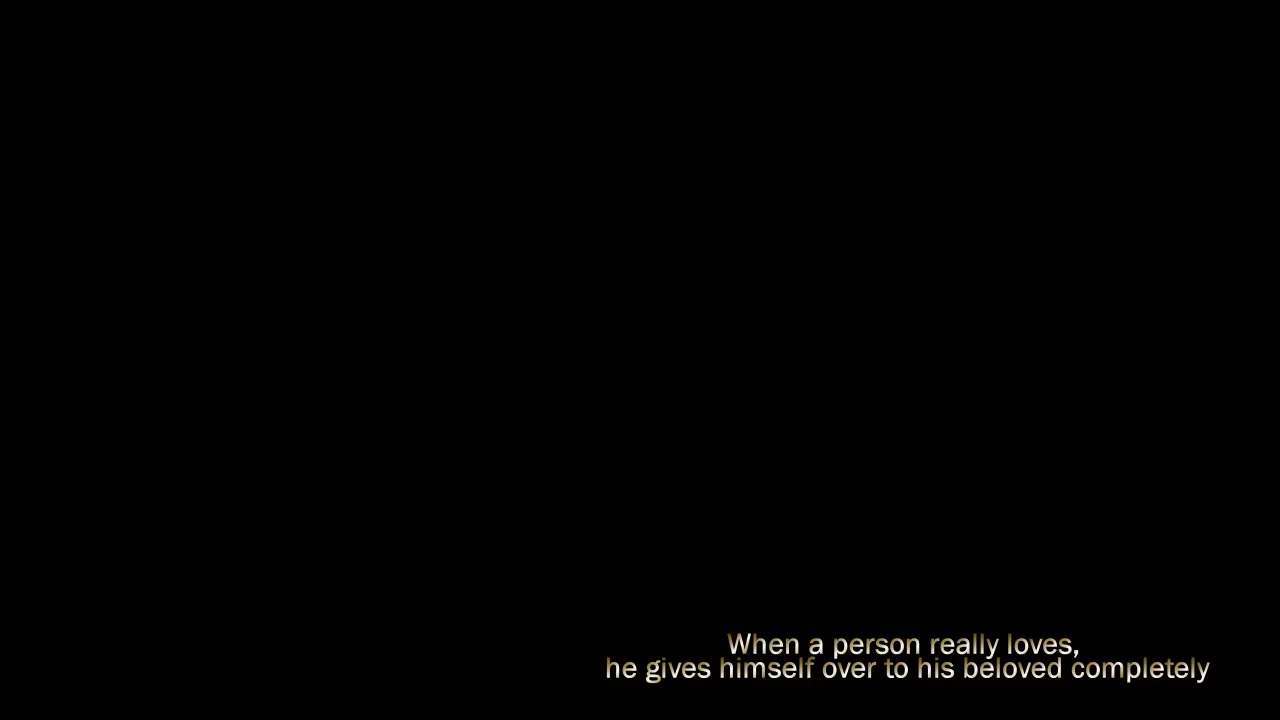 When a person really loves,
he gives himself over to his beloved completely